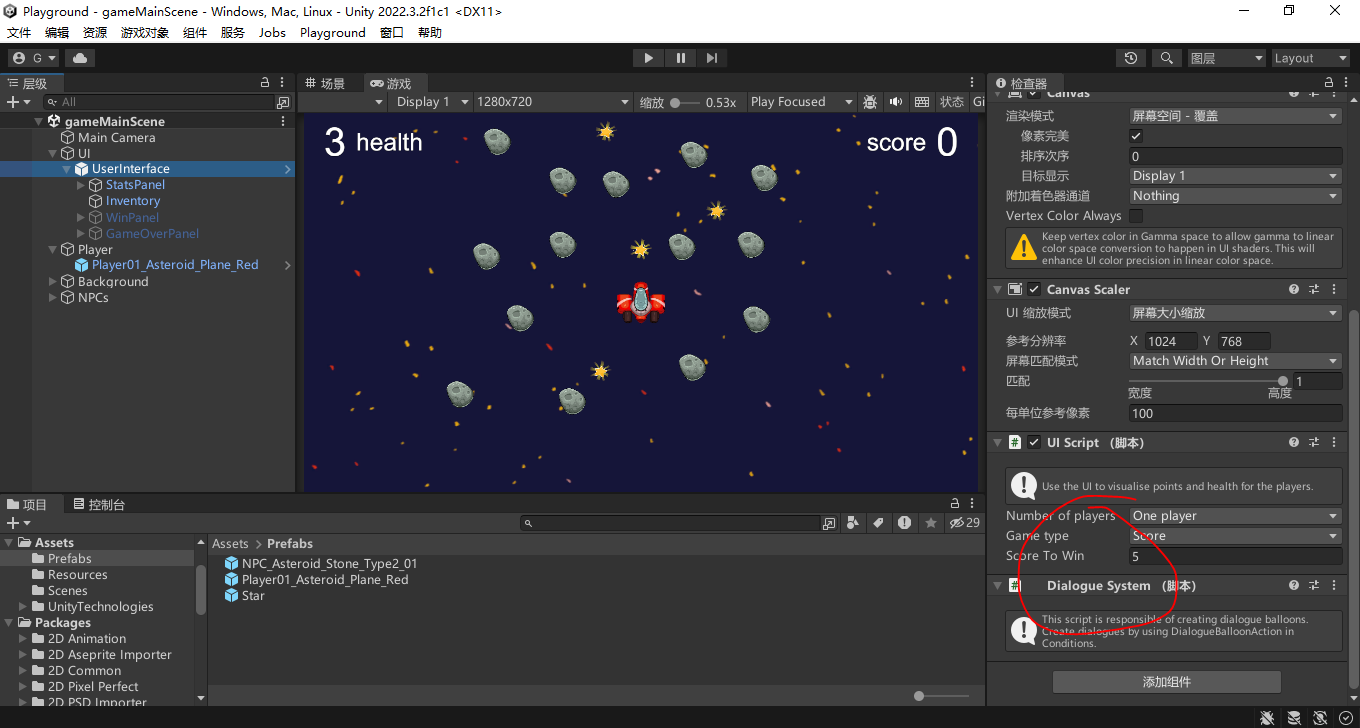 Playground - gameMainScene - Windows, Mac, Linux - Unity 2022.3.2f1c1 <DX11>
文件 编辑 资源 游戏对象 组件 服务 Jobs Playground 窗口 帮助
G 图层 Layout
层级
All
gameMainScene
Main Camera
UI
UserInterface
StatsPanel
Inventory
WinPanel
GameOverPanel
Player
Player01_Asteroid_Plane_Red
Background
NPCs
场景 游戏
Display 1 1280x720 缩放 0.53x Play Focused 状态 Gi
3 health score 0
检查器
Canvas
渲染模式 屏幕空间 - 覆盖
像素完美
排序次序 0
目标显示 Display 1
附加着色器通道 Nothing
Vertex Color Always
Keep vertex color in Gamma space to allow gamma to linear
color space conversion to happen in UI shaders. This will
enhance UI color precision in linear color space.
Canvas Scaler
UI 缩放模式 屏幕大小缩放
参考分辨率 X 1024 Y 768
屏幕匹配模式 Match Width Or Height
匹配 1
宽度 高度
每单位参考像素 100
# UI Script （脚本）
Use the UI to visualise points and health for the players.
Number of players One player
Game type Score
Score To Win 5
# Dialogue System （脚本）
This script is responsible of creating dialogue balloons.
Create dialogues by using DialogueBalloonAction in
Conditions.
添加组件
项目 控制台
29
Assets
Prefabs
Resources
Scenes
UnityTechnologies
Packages
2D Animation
2D Aseprite Importer
2D Common
2D Pixel Perfect
2D PSD Importer
Assets > Prefabs
NPC_Asteroid_Stone_Type2_01
Player01_Asteroid_Plane_Red
Star